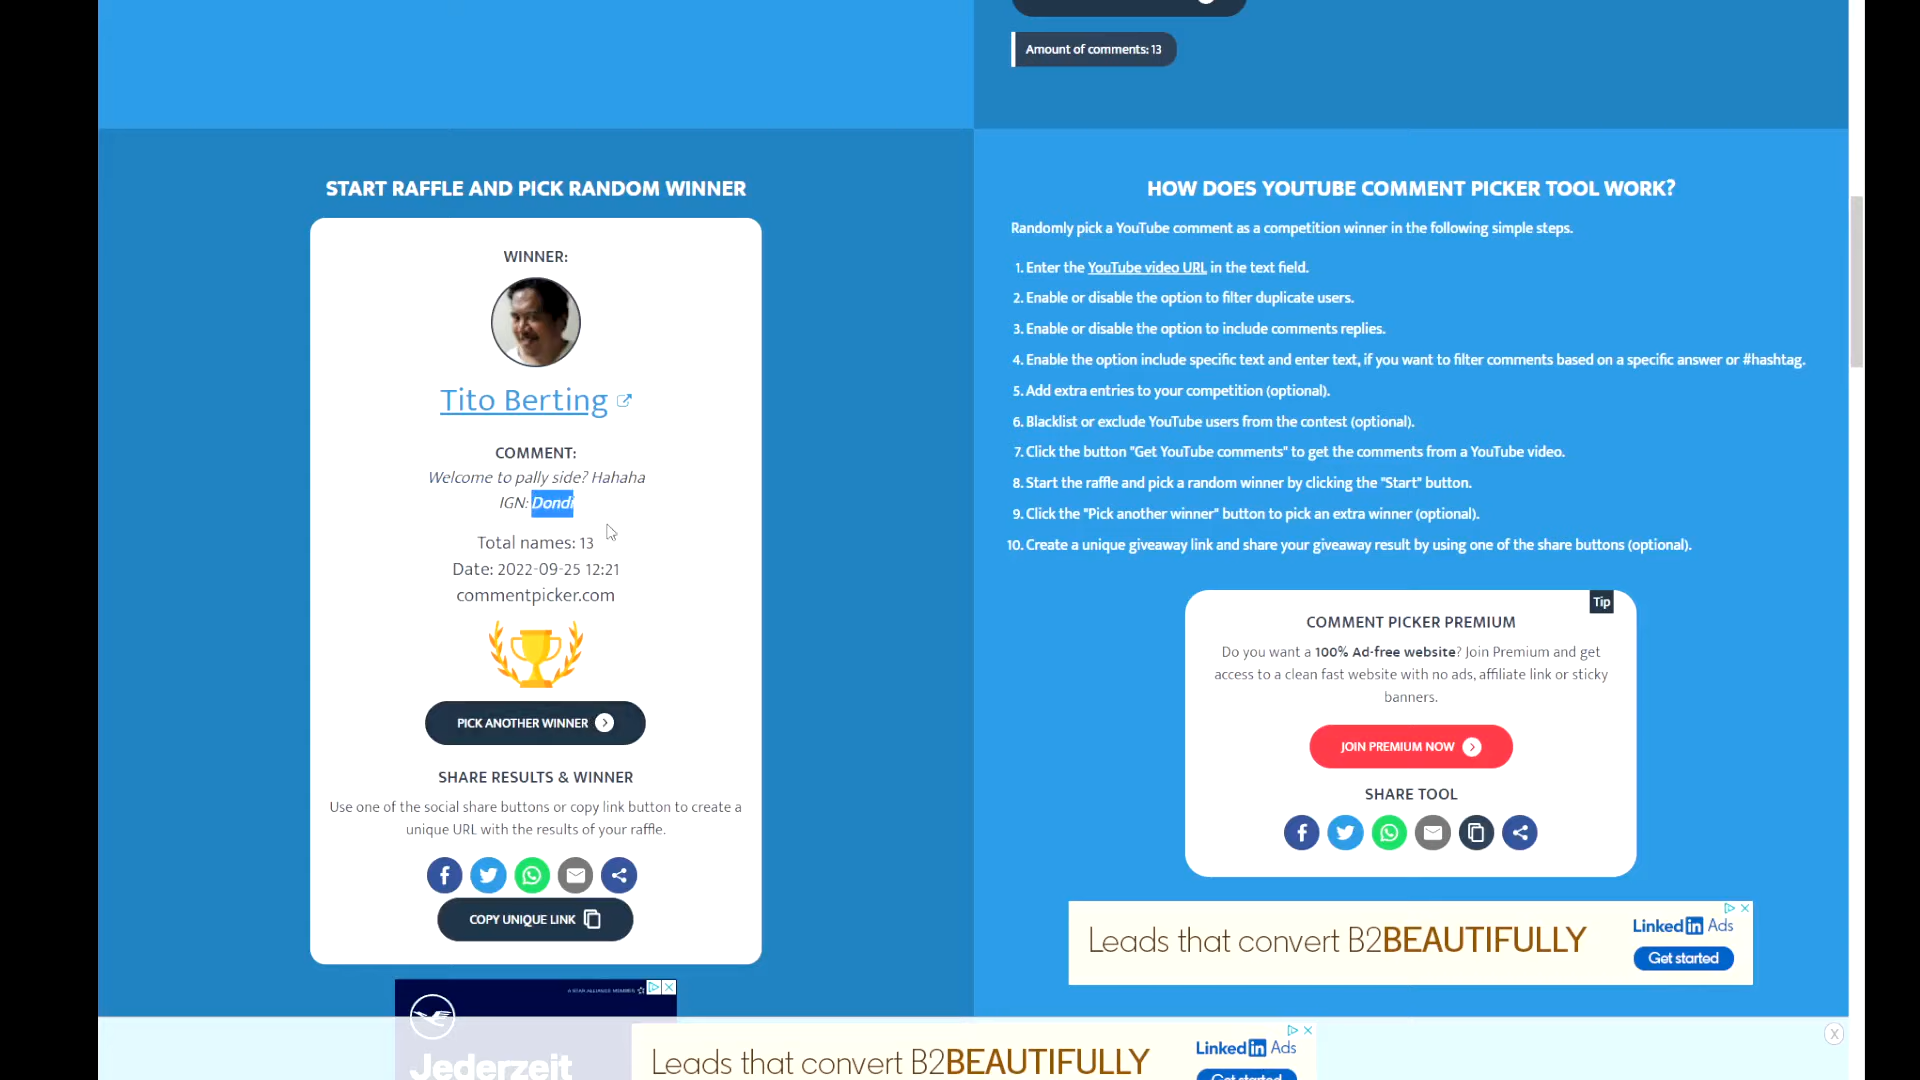 Amount of comments: 13
START RAFFLE AND PICK RANDOM WINNER
WINNER:
Tito Berting
COMMENT:
Welcome to pally side? Hahaha
IGN: Dondi
Total names: 13
Date: 2022-09-25 12:21
commentpicker.com
PICK ANOTHER WINNER
SHARE RESULTS & WINNER
Use one of the social share buttons or copy link button to create a
unique URL with the results of your raffle.
COPY UNIQUE LINK
HOW DOES YOUTUBE COMMENT PICKER TOOL WORK?
Randomly pick a YouTube comment as a competition winner in the following simple steps.
1. Enter the YouTube video URL in the text field.
2. Enable or disable the option to filter duplicate users.
3. Enable or disable the option to include comments replies.
4. Enable the option include specific text and enter text, if you want to filter comments based on a specific answer or #hashtag.
5. Add extra entries to your competition (optional).
6. Blacklist or exclude YouTube users from the contest (optional).
7. Click the button "Get YouTube comments" to get the comments from a YouTube video.
8. Start the raffle and pick a random winner by clicking the "Start" button.
9. Click the "Pick another winner" button to pick an extra winner (optional).
10. Create a unique giveaway link and share your giveaway result by using one of the share buttons (optional).
Tip
COMMENT PICKER PREMIUM
Do you want a 100% Ad-free website? Join Premium and get
access to a clean fast website with no ads, affiliate link or sticky
banners.
JOIN PREMIUM NOW
SHARE TOOL
Leads that convert B2BEAUTIFULLY
Linked in Ads
Get started
A STAR ALLIANCE MEMBER
Jederzeit
Leads that convert B2BEAUTIFULLY
Linked in Ads
Get started
X